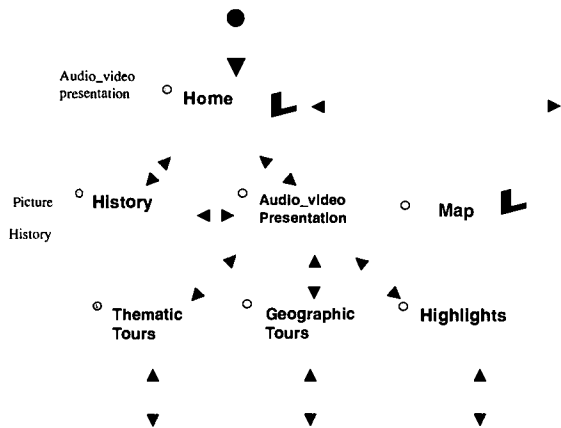 Audio_video
presentation
Home
Picture
History
History
Audio_video
Presentation
Map
Thematic
Tours
Geographic
Tours
Highlights